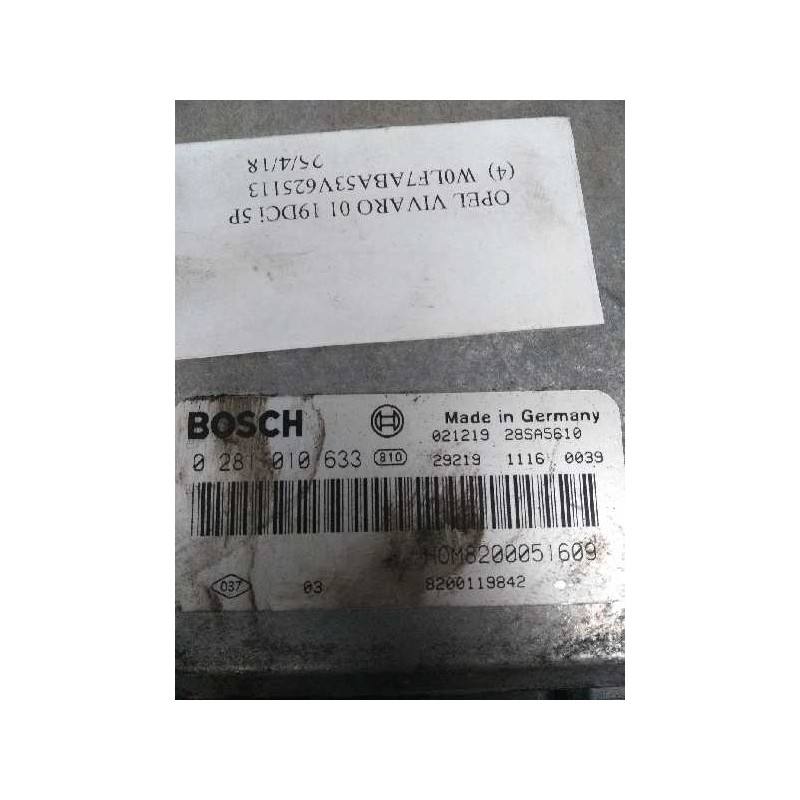 OPEL VIVARO 01 19DCi 5P
(4) W0LF7ABA53V625113
25/4/18
BOSCH
Made in Germany
021219 28SA5610
0 281 010 633 810 29219 1116 0039
HOM8200051609
037 03 8200119842